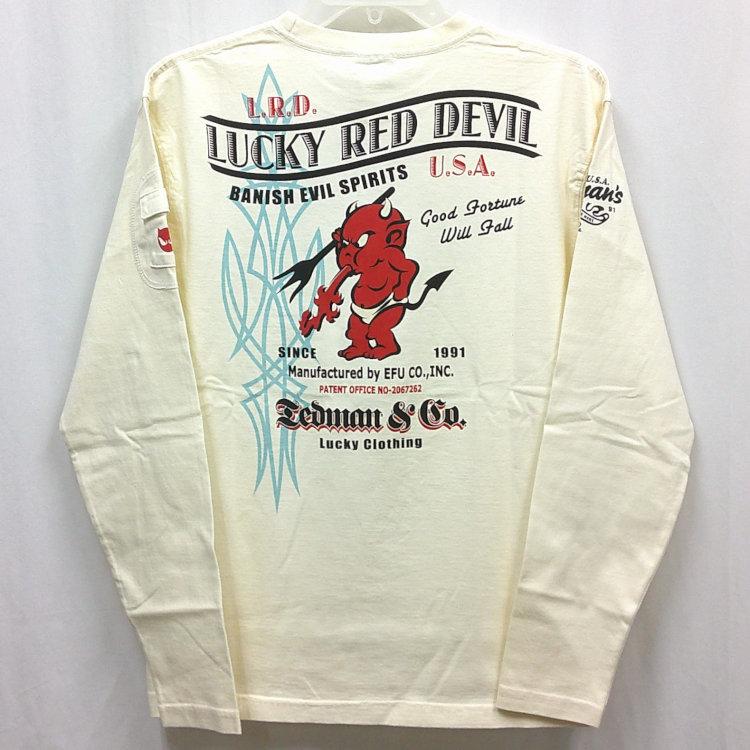 L.R.D.
LUCKY RED DEVIL
U.S.A.
BANISH EVIL SPIRITS
Good Fortune
Will Fall
SINCE 1991
Manufactured by EFU CO.,INC.
PATENT OFFICE NO-2067262
Tedman & Co.
Lucky Clothing
U.S.A.
91